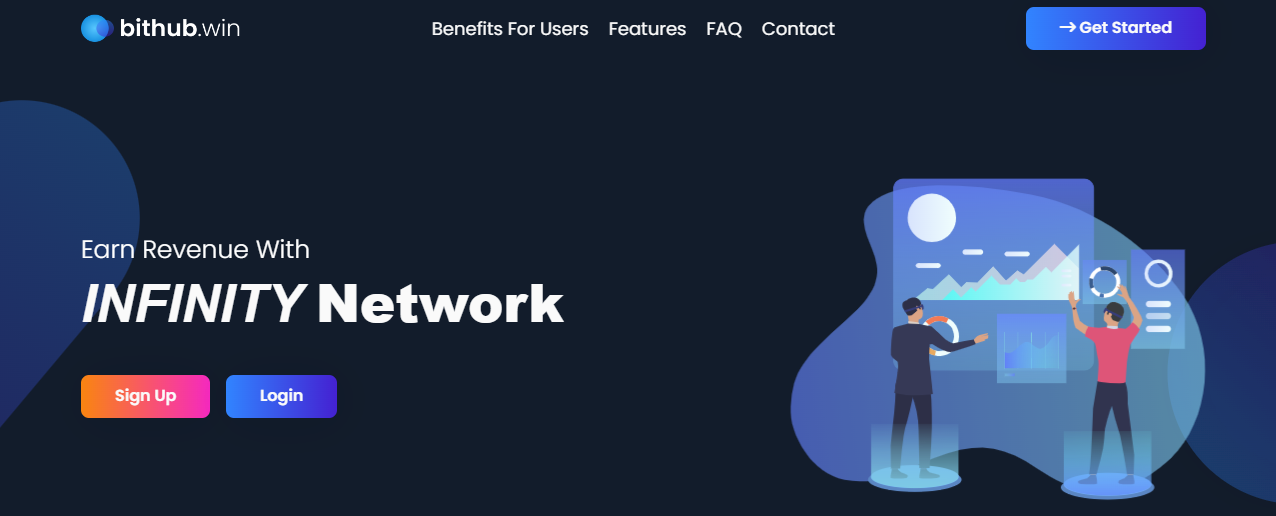 bithub.win
Benefits For Users Features FAQ Contact
→ Get Started
Earn Revenue With
INFINITY Network
Sign Up Login